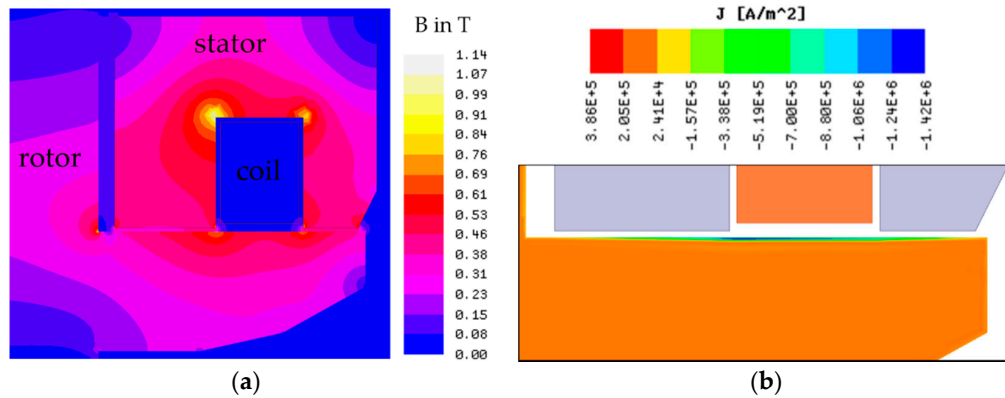 B in T
stator
rotor
coil
1.14
1.07
0.99
0.91
0.84
0.76
0.69
0.61
0.53
0.46
0.38
0.31
0.23
0.15
0.08
0.00
(a)
J [A/m^2]
3.86E+5
2.05E+5
2.41E+4
-1.57E+5
-3.38E+5
-5.19E+5
-7.00E+5
-8.80E+5
-1.06E+6
-1.24E+6
-1.42E+6
(b)